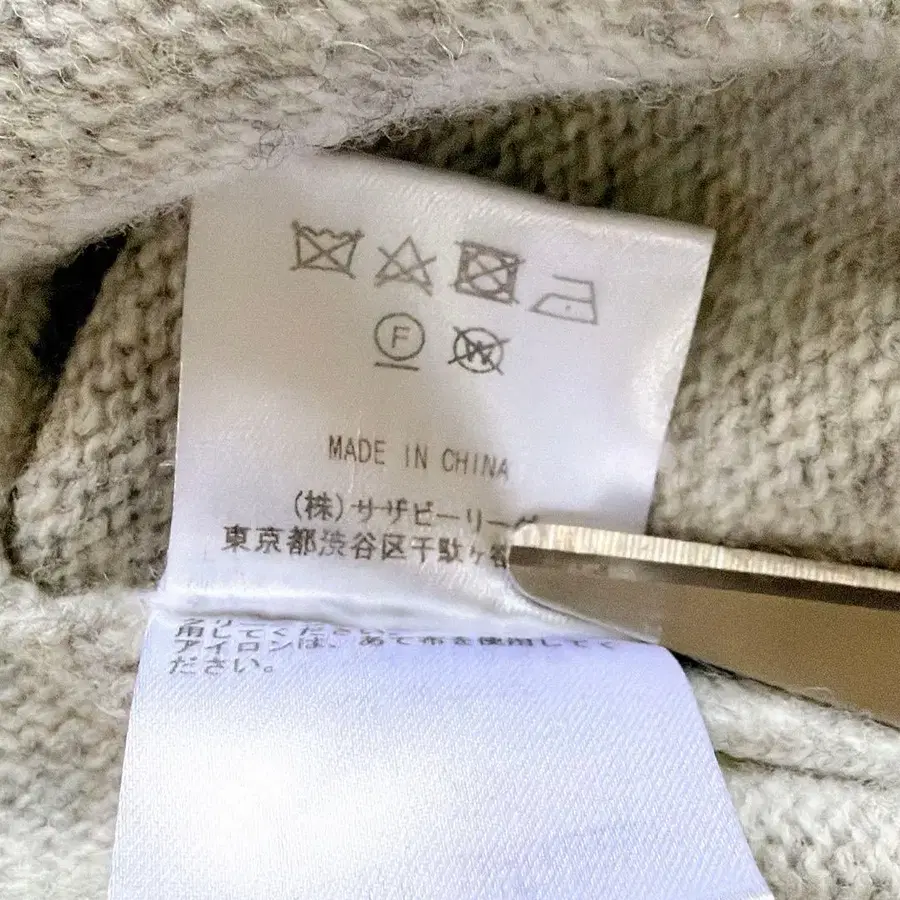 F
W
MADE IN CHINA
(株)サザビーリーグ
東京都渋谷区千駄ヶ谷
用してください。
アイロンは、あて布を使用してく
ださい。